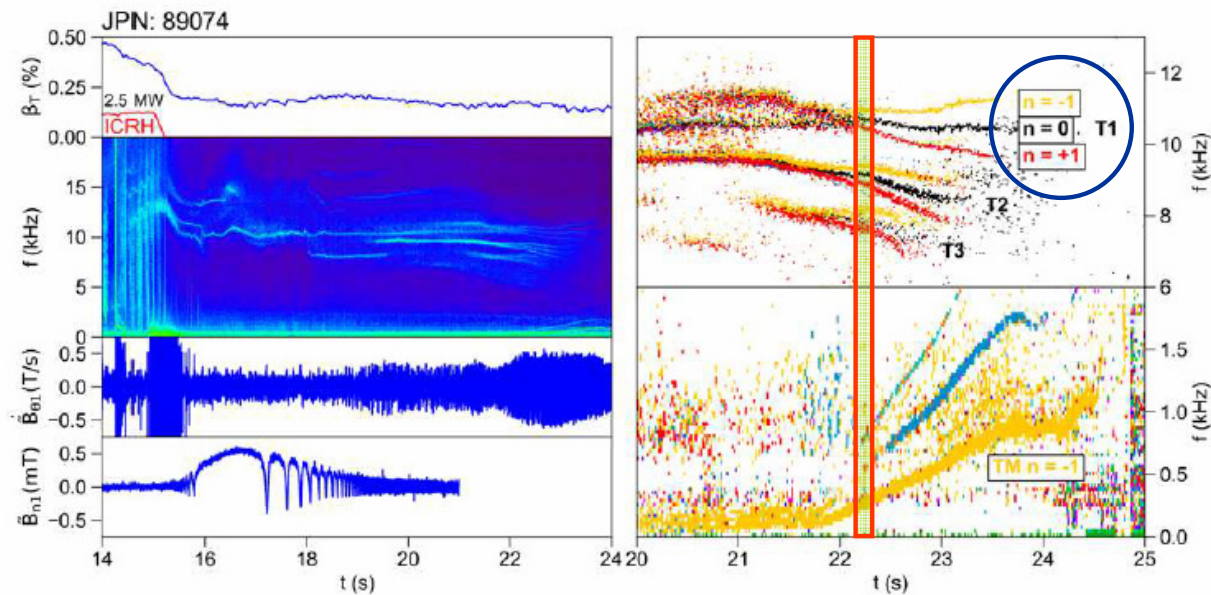 JPN: 89074
0.50
0.25
0.00
β_T (%)
2.5 MW
ICRH
15
10
5
0
f (kHz)
0.5
0.0
-0.5
Ḃ_θ1 (T/s)
0.5
0.0
-0.5
B̃_n1 (mT)
14 16 18 20 22 24
t (s)
n = -1
n = 0 T1
n = +1
T2
T3
12
10
8
6
f (kHz)
TM n = -1
1.5
1.0
0.5
0.0
f (kHz)
20 21 22 23 24 25
t (s)